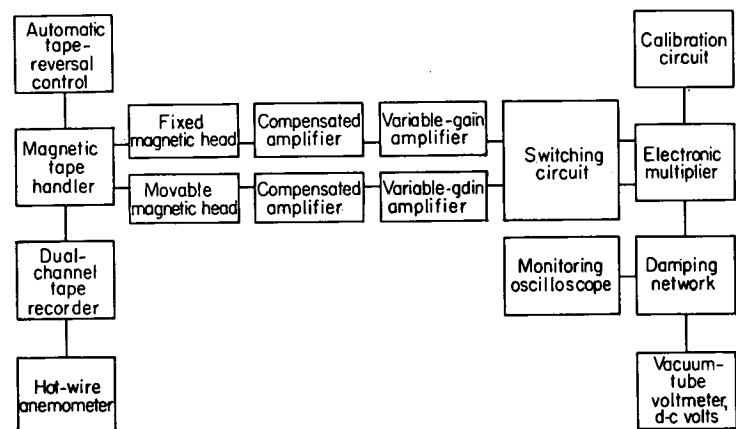 Automatic
tape-
reversal
control
Calibration
circuit
Magnetic
tape
handler
Fixed
magnetic head
Compensated
amplifier
Variable-gain
amplifier
Switching
circuit
Electronic
multiplier
Movable
magnetic head
Compensated
amplifier
Variable-gain
amplifier
Dual-
channel
tape
recorder
Monitoring
oscilloscope
Damping
network
Hot-wire
anemometer
Vacuum-
tube
voltmeter,
d-c volts